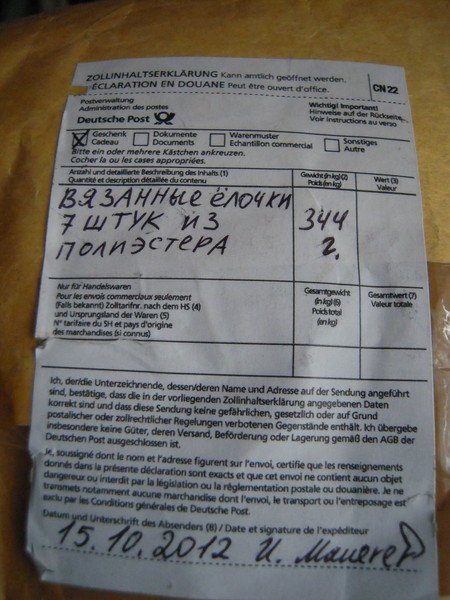 ZOLLINHALTSERKLÄRUNG Kann amtlich geöffnet werden.
DÉCLARATION EN DOUANE Peut être ouvert d'office.
CN 22
Postverwaltung
Administration des postes
Deutsche Post
Wichtig! Important!
Hinweise auf der Rückseite
Voir instructions au verso
X Geschenk
Cadeau
Dokumente
Documents
Warenmuster
Echantillon commercial
Sonstiges
Autre
Bitte ein oder mehrere Kästchen ankreuzen.
Cocher la ou les cases appropriées.
Anzahl und detaillierte Beschreibung des Inhalts (1)
Quantité et description détaillée du contenu
Gewicht (in kg) (2)
Poids (en kg)
Wert (3)
Valeur
ВЯЗАННЫЕ ЁЛОЧКИ
7 ШТУК ИЗ 344
ПОЛИЭСТЕРА г.
Nur für Handelswaren
Pour les envois commerciaux seulement
(Falls bekannt) Zolltarifnr. nach dem HS (4)
und Ursprungsland der Waren (5)
N° tarifaire du SH et pays d'origine
des marchandises (si connus)
Gesamtgewicht
(in kg) (6)
Poids total
(en kg)
Gesamtwert (7)
Valeur totale
Ich, der/die Unterzeichnende, dessen/deren Name und Adresse auf der Sendung angeführt
sind, bestätige, dass die in der vorliegenden Zollinhaltserklärung angegebenen Daten
korrekt sind und dass diese Sendung keine gefährlichen, gesetzlich oder auf Grund
postalischer oder zollrechtlicher Regelungen verbotenen Gegenstände enthält. Ich übergebe
insbesondere keine Güter, deren Versand, Beförderung oder Lagerung gemäß den AGB der
Deutschen Post ausgeschlossen ist.
Je, soussigné dont le nom et l'adresse figurent sur l'envoi, certifie que les renseignements
donnés dans la présente déclaration sont exacts et que cet envoi ne contient aucun objet
dangereux ou interdit par la législation ou la réglementation postale ou douanière. Je ne
transmets notamment aucune marchandise dont l'envoi, le transport ou l'entreposage est
exclu par les Conditions générales de Deutsche Post.
Datum und Unterschrift des Absenders (8) / Date et signature de l'expéditeur
15.10.2012 И.